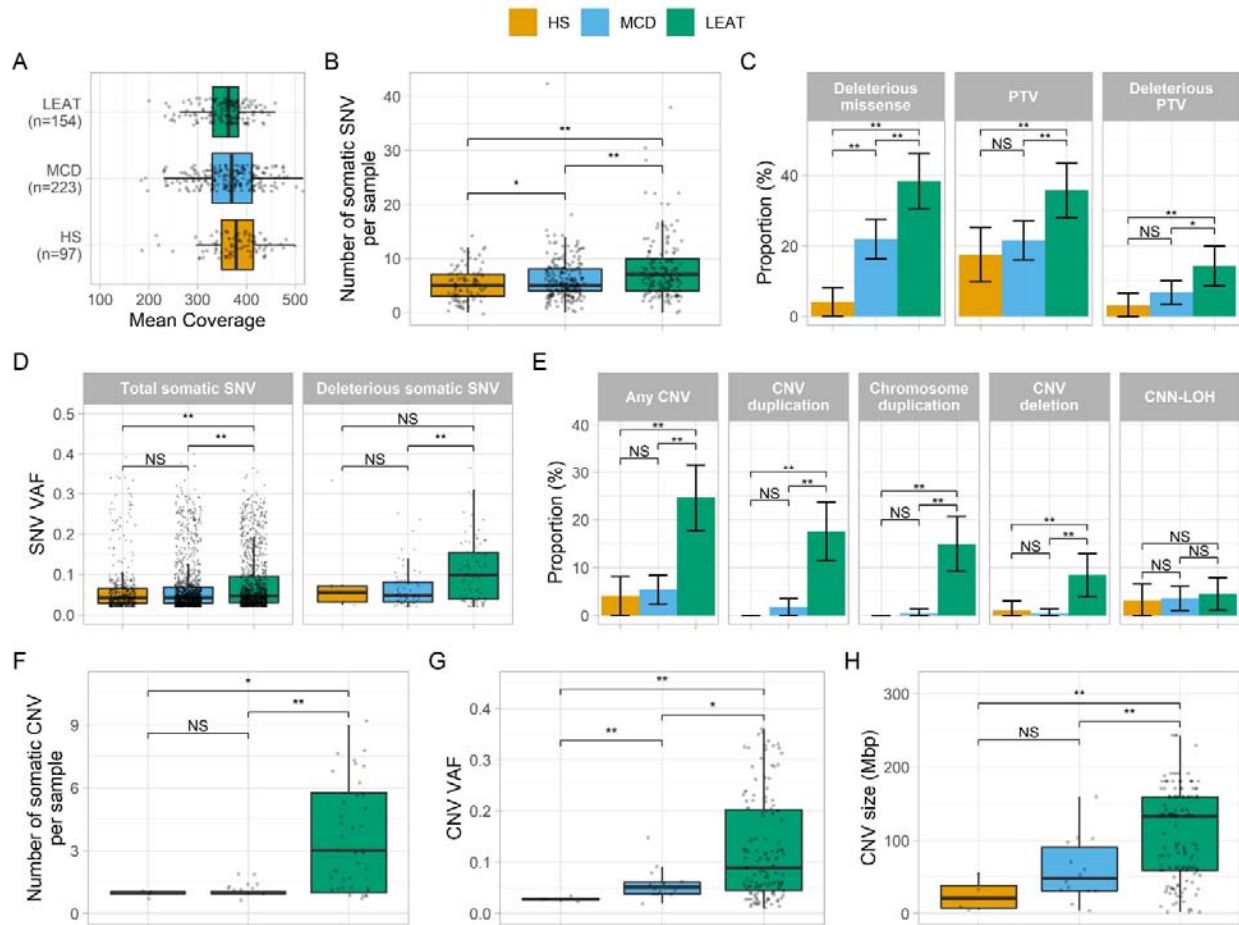 HS MCD LEAT
A
LEAT
(n=154)
MCD
(n=223)
HS
(n=97)
100 200 300 400 500
Mean Coverage
B
Number of somatic SNV
per sample
40
30
20
10
0
**
*
**
C
Proportion (%)
40
20
0
Deleterious
missense
PTV
Deleterious
PTV
**
**
**
**
NS
**
**
NS
*
D
SNV VAF
0.5
0.4
0.3
0.2
0.1
0.0
Total somatic SNV
Deleterious somatic SNV
**
NS
**
NS
NS
**
E
Proportion (%)
40
30
20
10
0
Any CNV
CNV
duplication
Chromosome
duplication
CNV
deletion
CNN-LOH
**
NS
**
**
NS
**
**
NS
**
**
NS
**
NS
NS
NS
F
Number of somatic CNV
per sample
9
6
3
0
*
NS
**
G
CNV VAF
0.4
0.3
0.2
0.1
0.0
**
**
*
H
CNV size (Mbp)
300
200
100
0
**
NS
**